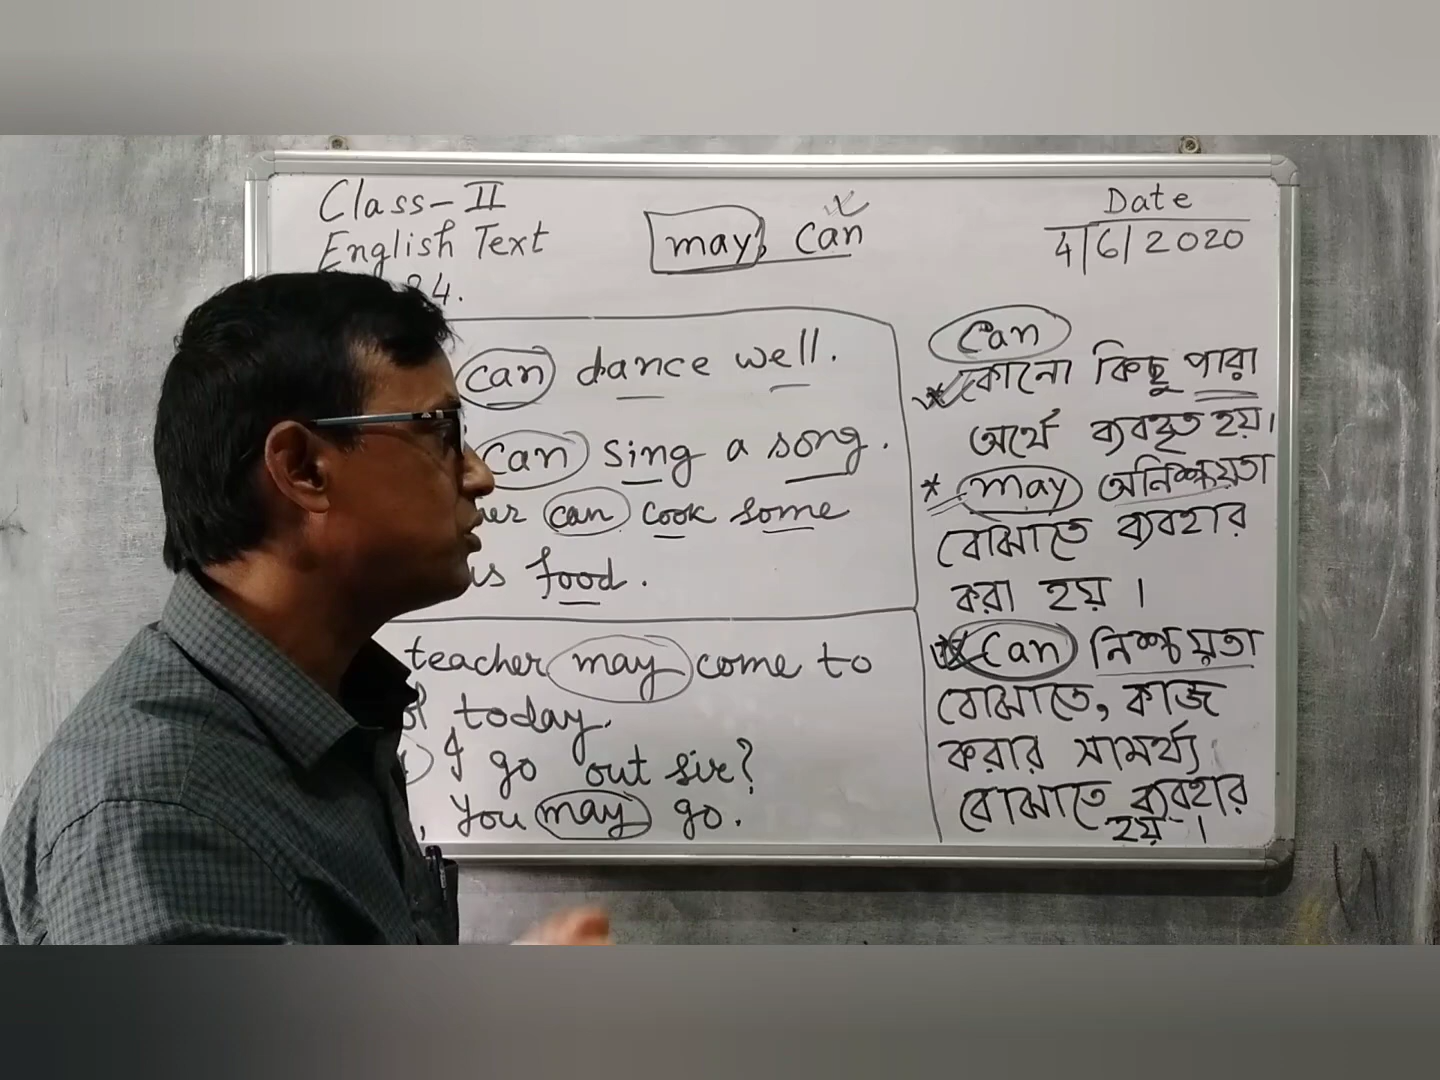 Class-II
English Text
84.
may, can
Date
4/6/2020
can dance well.
can sing a song.
can cook some
food.
teacher may come to
today.
I go out sir?
You may go.
Can
* কোনো কিছু পারা
অর্থে ব্যবহৃত হয়।
* may অনিশ্চয়তা
বোঝাতে ব্যবহার
করা হয়।
* Can নিশ্চয়তা
বোঝাতে, কাজ
করার সামর্থ্য
বোঝাতে ব্যবহার
হয়।